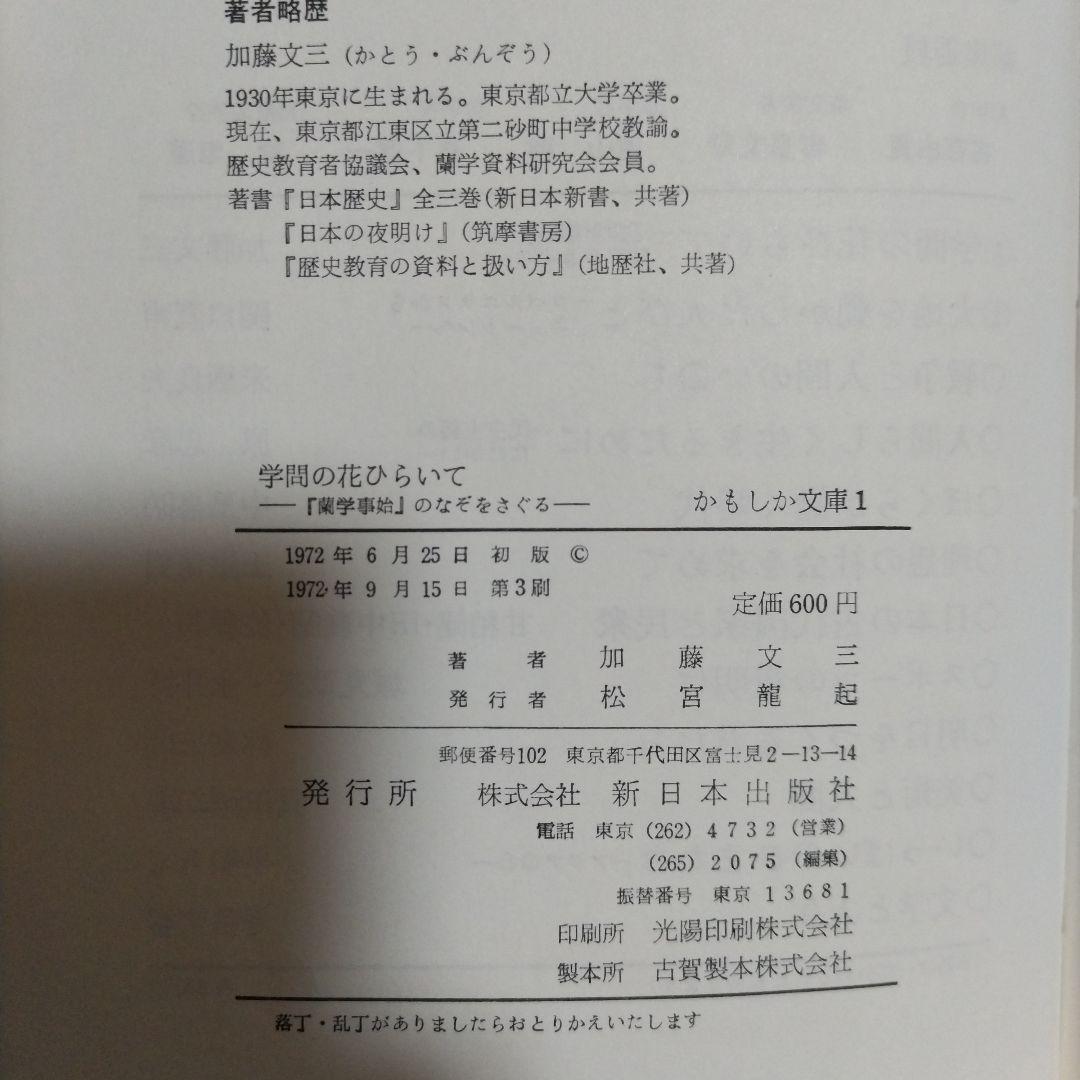 著者略歴
加藤文三（かとう・ぶんぞう）
1930年東京に生まれる。東京都立大学卒業。
現在、東京都江東区立第二砂町中学校教諭。
歴史教育者協議会、蘭学資料研究会会員。
著書『日本歴史』全三巻（新日本新書、共著）
『日本の夜明け』（筑摩書房）
『歴史教育の資料と扱い方』（地歴社、共著）
学問の花ひらいて
――『蘭学事始』のなぞをさぐる――
かもしか文庫1
1972年6月25日 初版 ©
1972年9月15日 第3刷
定価600円
著者 加藤文三
発行者 松宮龍起
郵便番号102 東京都千代田区富士見2―13―14
発行所 株式会社 新日本出版社
電話 東京（262）4732（営業）
（265）2075（編集）
振替番号 東京 13681
印刷所 光陽印刷株式会社
製本所 古賀製本株式会社
落丁・乱丁がありましたらおとりかえいたします